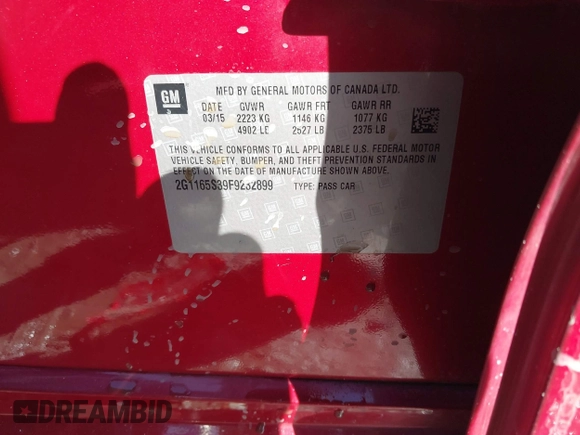 GM
MFD BY GENERAL MOTORS OF CANADA LTD.
DATE GVWR GAWR FRT GAWR RR
03/15 2223 KG 1146 KG 1077 KG
4902 LB 2527 LB 2375 LB
THIS VEHICLE CONFORMS TO ALL APPLICABLE U.S. FEDERAL MOTOR
VEHICLE SAFETY, BUMPER, AND THEFT PREVENTION STANDARDS IN
EFFECT ON THE DATE OF MANUFACTURE SHOWN ABOVE.
2G1165S39F9232899 TYPE: PASS CAR
DREAMBID